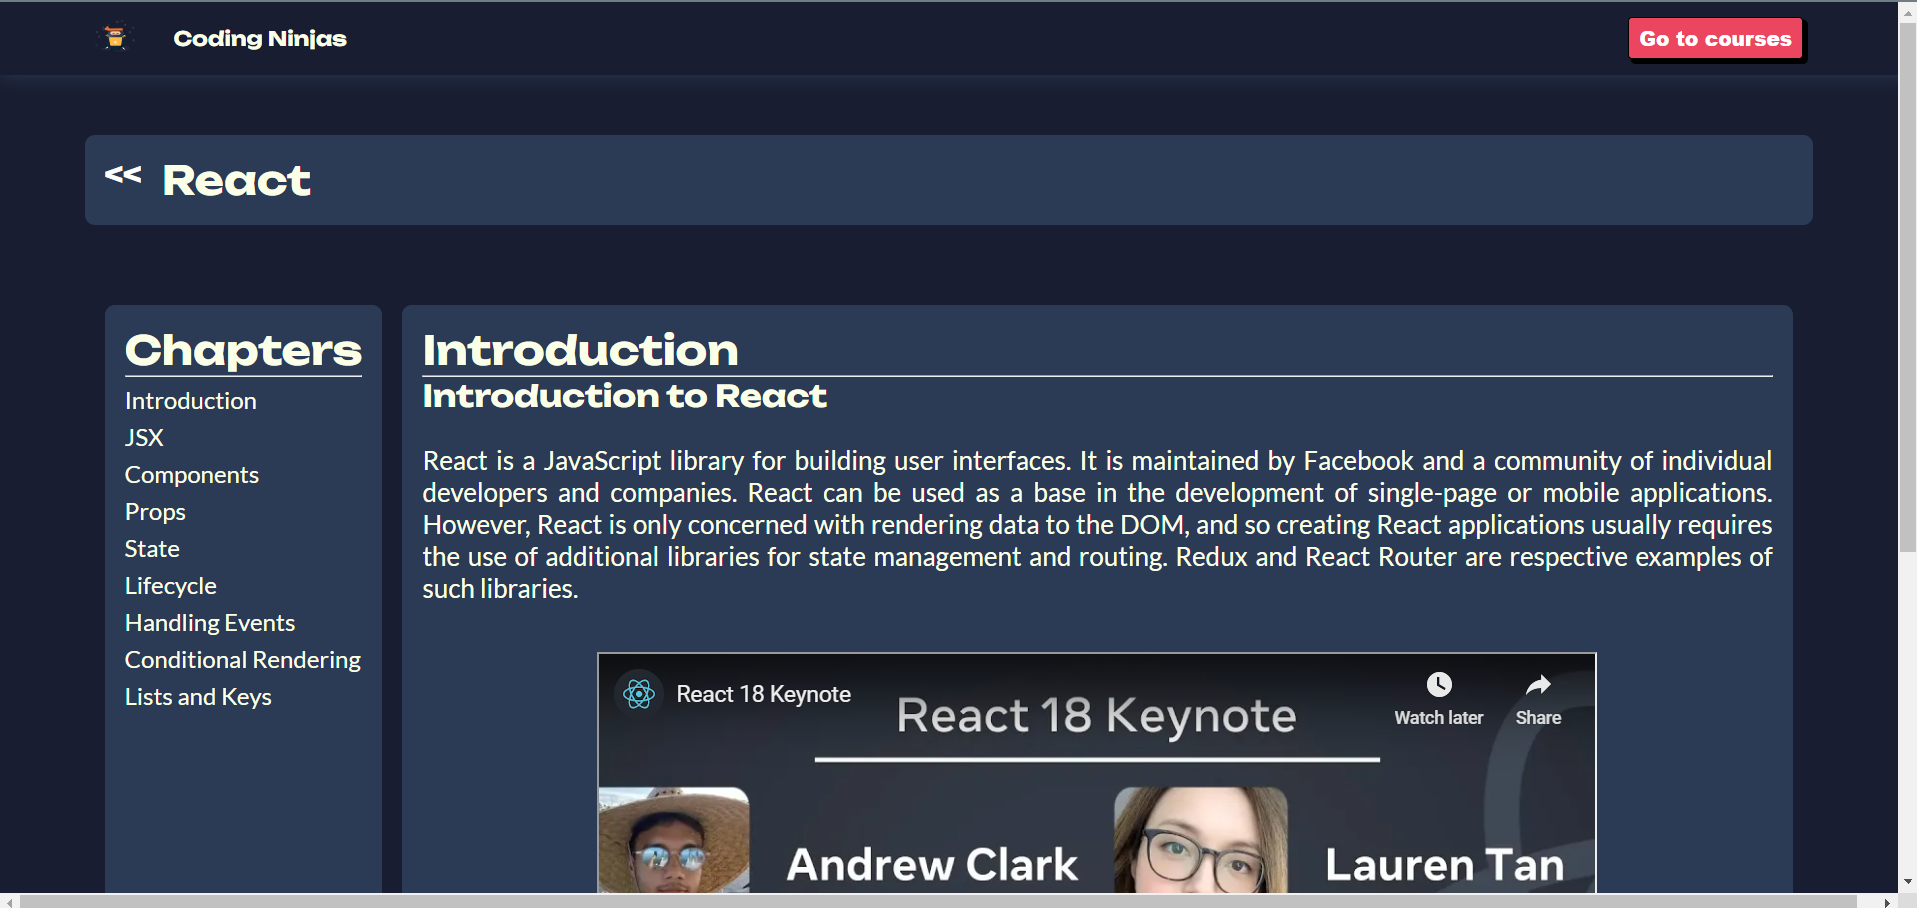 Coding Ninjas
Go to courses
<< React
Chapters
Introduction
JSX
Components
Props
State
Lifecycle
Handling Events
Conditional Rendering
Lists and Keys
Introduction
Introduction to React
React is a JavaScript library for building user interfaces. It is maintained by Facebook and a community of individual
developers and companies. React can be used as a base in the development of single-page or mobile applications.
However, React is only concerned with rendering data to the DOM, and so creating React applications usually requires
the use of additional libraries for state management and routing. Redux and React Router are respective examples of
such libraries.
React 18 Keynote
React 18 Keynote
Watch later
Share
Andrew Clark
Lauren Tan